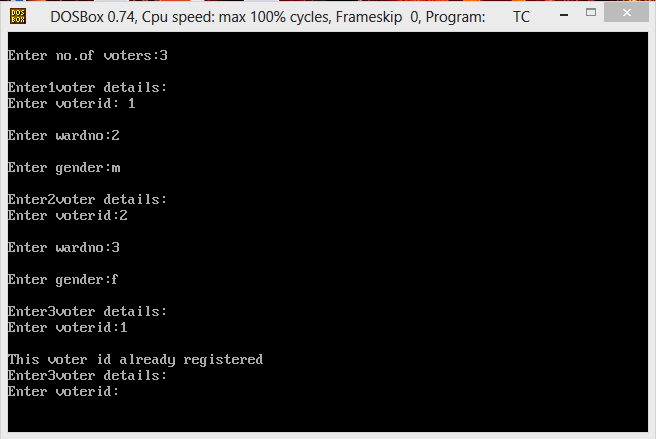 DOS BOX
DOSBox 0.74, Cpu speed: max 100% cycles, Frameskip 0, Program: TC
Enter no.of voters:3
Enter1voter details:
Enter voterid: 1
Enter wardno:2
Enter gender:m
Enter2voter details:
Enter voterid:2
Enter wardno:3
Enter gender:f
Enter3voter details:
Enter voterid:1
This voter id already registered
Enter3voter details:
Enter voterid: